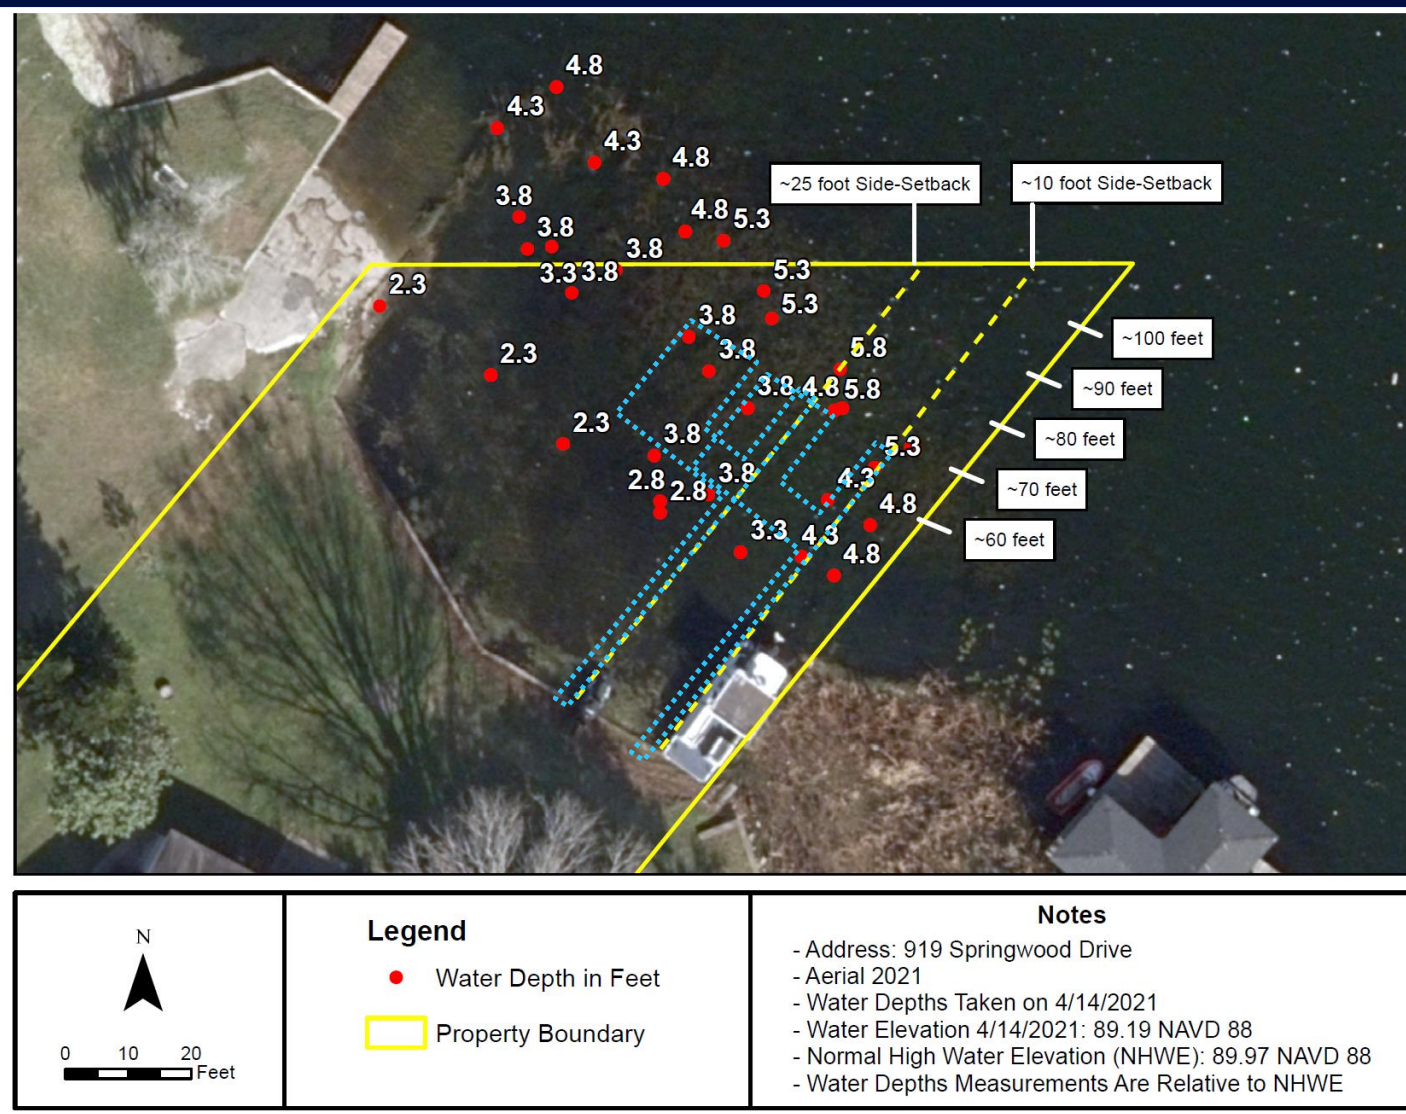 4.8
4.3
4.3
4.8
3.8
3.8
4.8
5.3
3.8
3.3
3.8
5.3
2.3
5.3
3.8
3.8
5.8
2.3
3.8
4.8
5.8
2.3
3.8
5.3
3.8
4.3
2.8
2.8
4.8
3.3
4.3
4.8
~25 foot Side-Setback
~10 foot Side-Setback
~100 feet
~90 feet
~80 feet
~70 feet
~60 feet
N
0 10 20
Feet
Legend
Water Depth in Feet
Property Boundary
Notes
- Address: 919 Springwood Drive
- Aerial 2021
- Water Depths Taken on 4/14/2021
- Water Elevation 4/14/2021: 89.19 NAVD 88
- Normal High Water Elevation (NHWE): 89.97 NAVD 88
- Water Depths Measurements Are Relative to NHWE